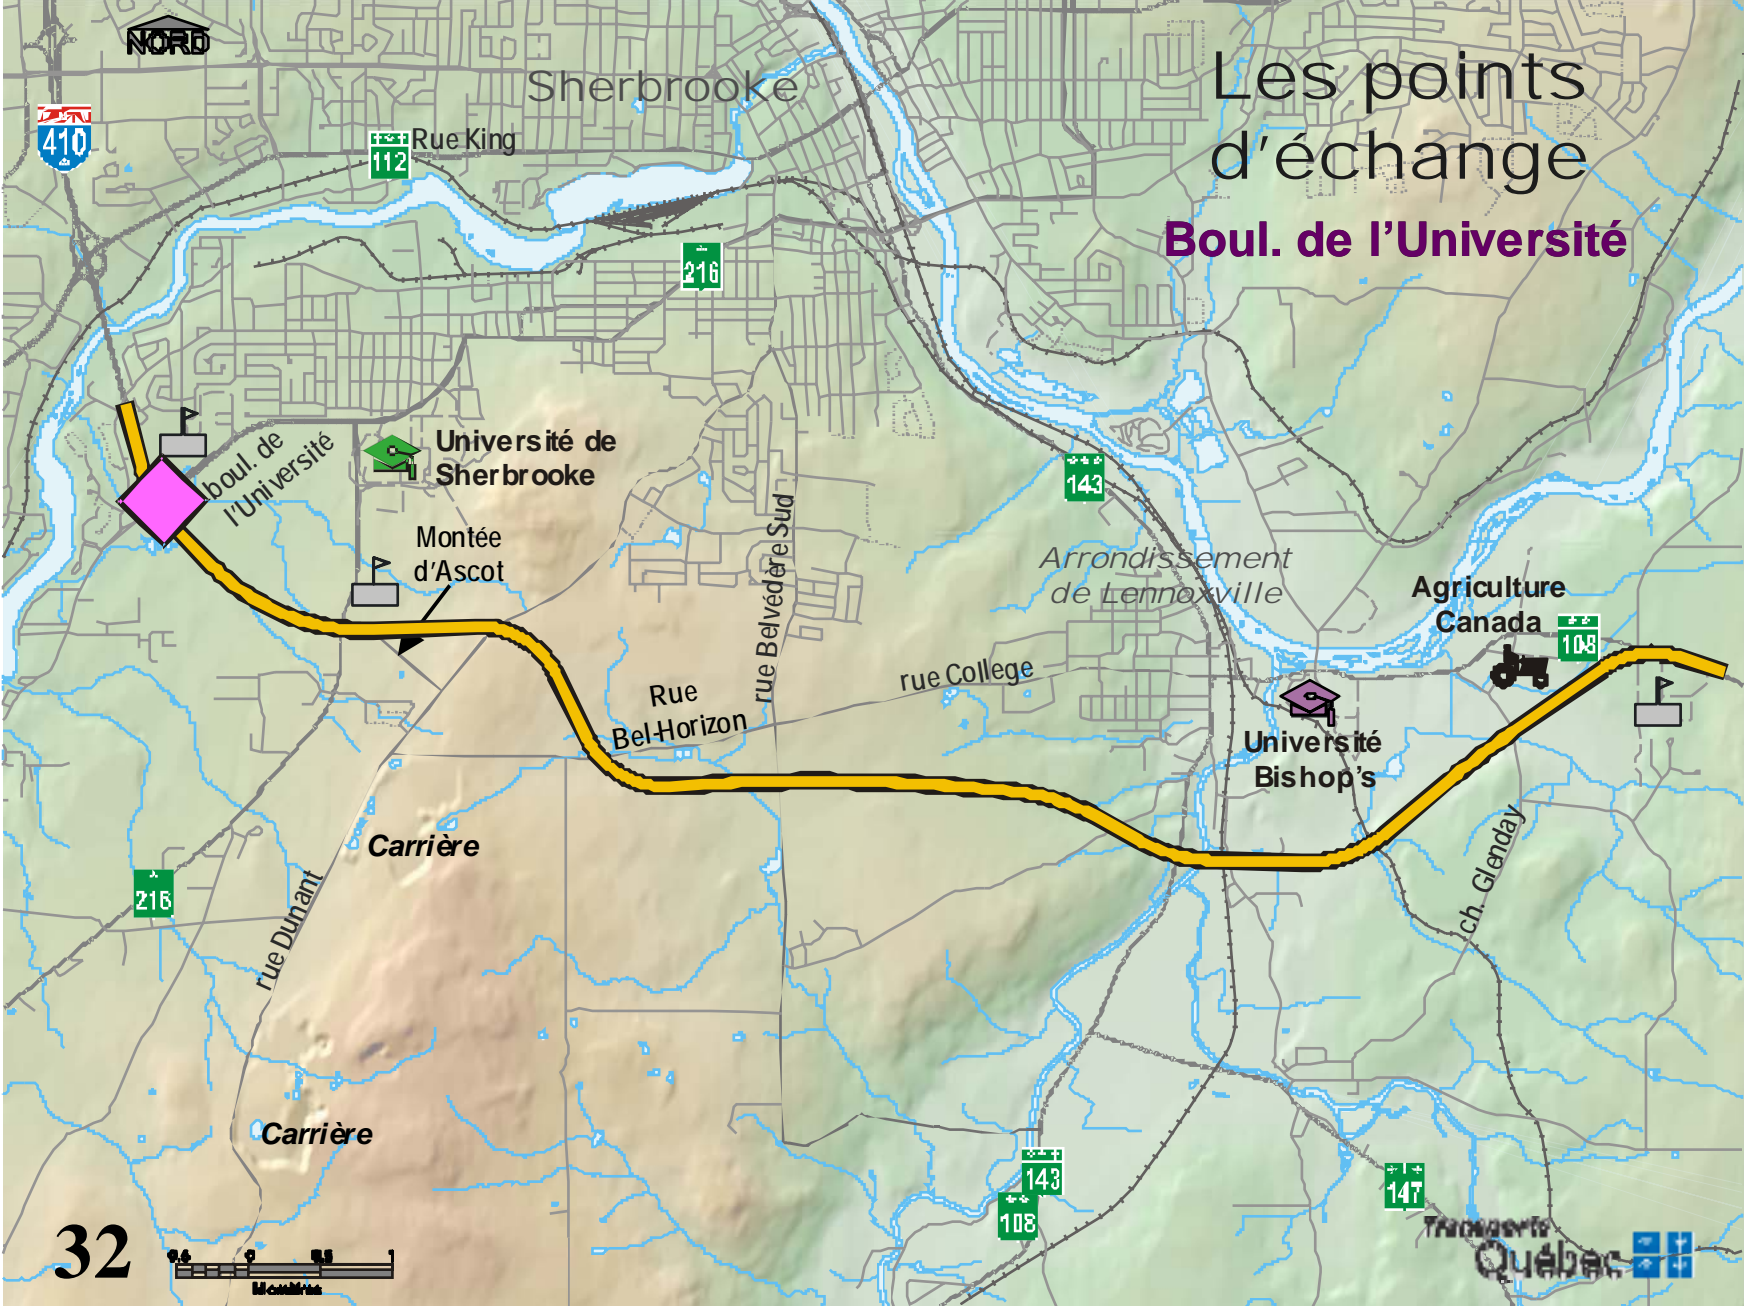 NORD
Sherbrooke
Les points
d'échange
Boul. de l'Université
410
112
Rue King
216
boul. de
l'Université
Université de
Sherbrooke
Montée
d'Ascot
143
Arrondissement
de Lennoxville
rue Belvédère Sud
Agriculture
Canada
108
rue College
Rue
Bel-Horizon
Université
Bishop's
Carrière
216
rue Dunant
ch. Glenday
Carrière
143
108
147
32
0 1
Transports
Québec